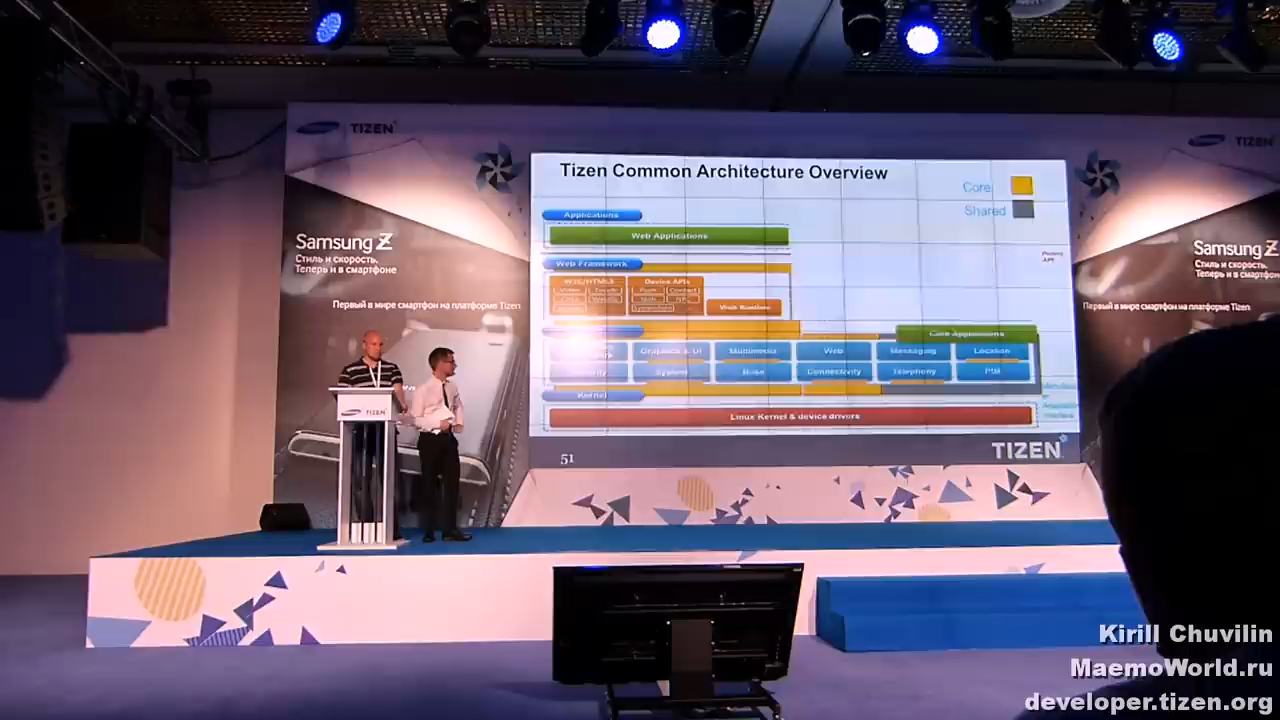 TIZEN
TIZEN
Samsung Z
Стиль и скорость.
Теперь и в смартфоне
Первый в мире смартфон на платформе Tizen
Tizen Common Architecture Overview
Core
Shared
Applications
Web Applications
Web Framework
W3C/HTML5
Device APIs
Web Runtime
Core Applications
Graphics & UI
Multimedia
Web
Messaging
Location
System
Base
Connectivity
Telephony
PIM
Kernel
Linux Kernel & device drivers
51
TIZEN
Samsung Z
Стиль и скорость.
Теперь и в смартфоне
Первый в мире смартфон на платформе Tizen
TIZEN
Kirill Chuvilin
MaemoWorld.ru
developer.tizen.org